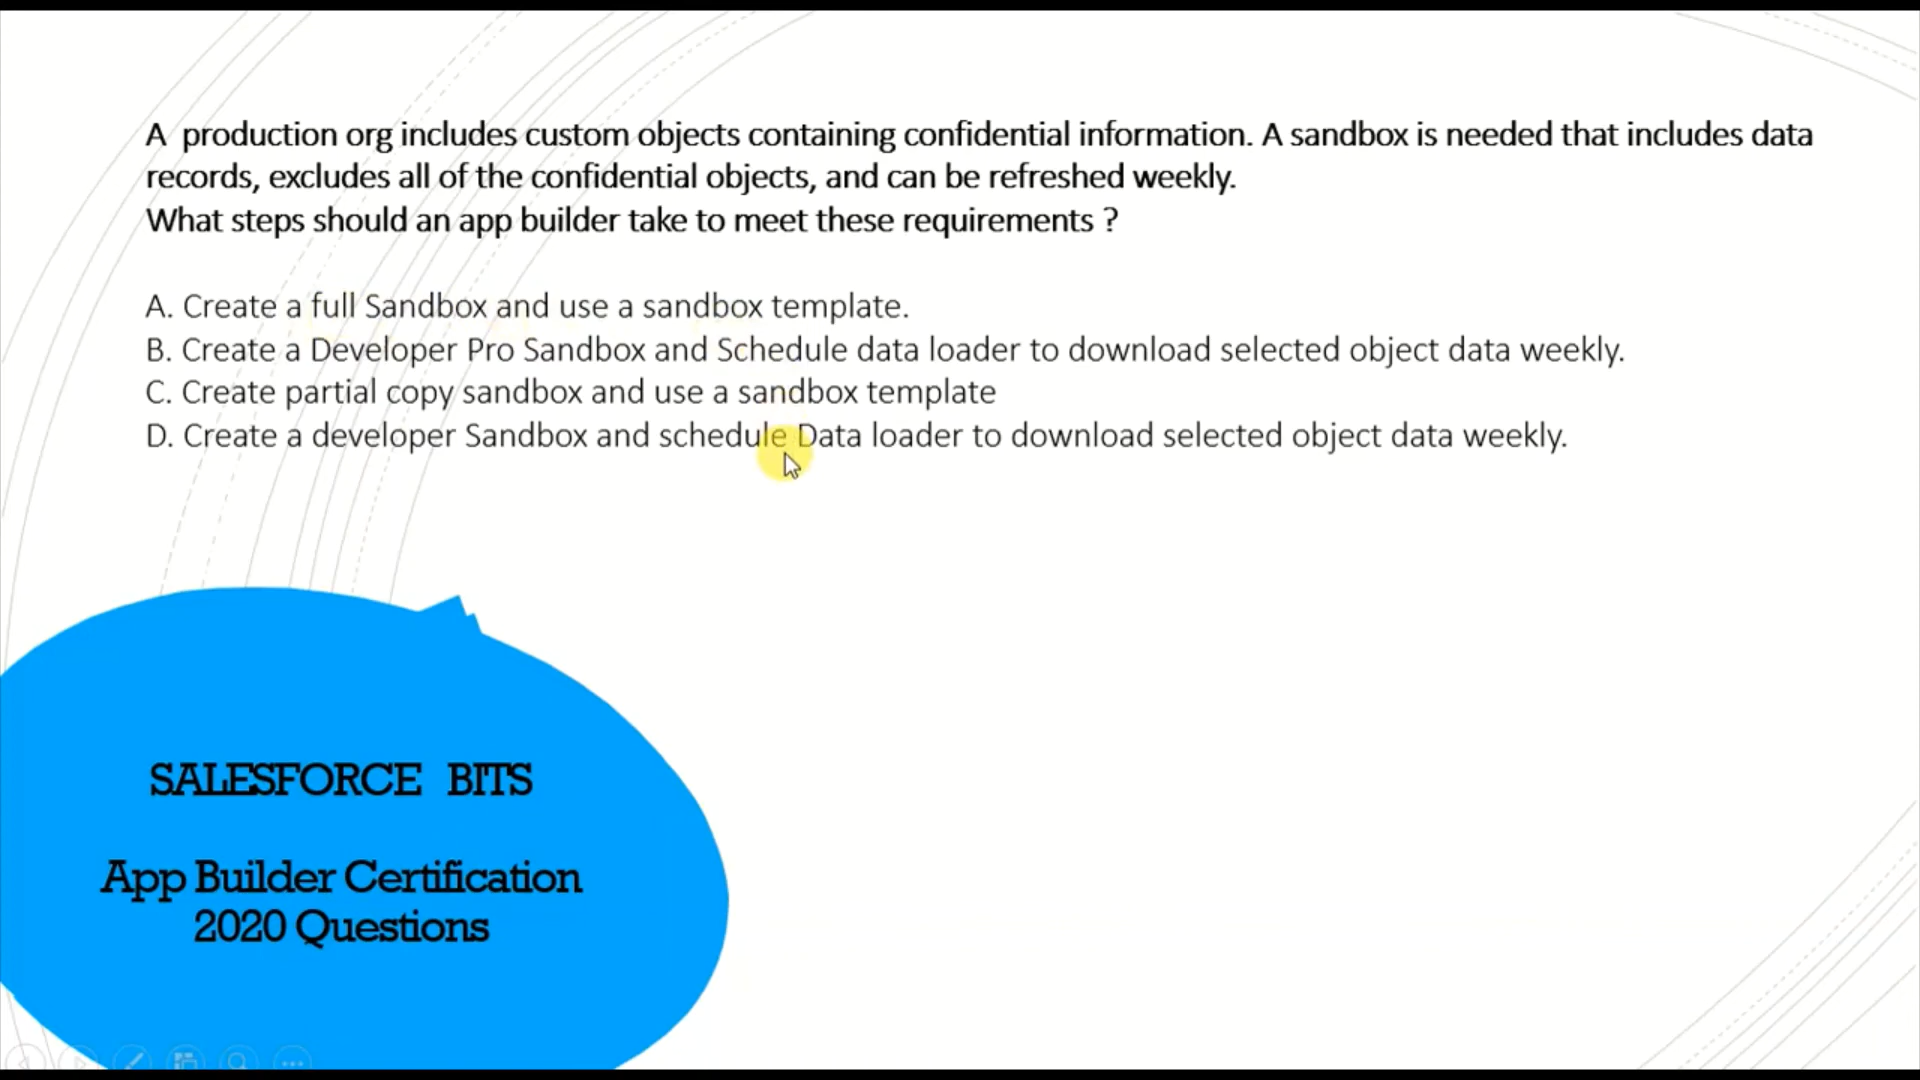 A production org includes custom objects containing confidential information. A sandbox is needed that includes data
records, excludes all of the confidential objects, and can be refreshed weekly.
What steps should an app builder take to meet these requirements ?
A. Create a full Sandbox and use a sandbox template.
B. Create a Developer Pro Sandbox and Schedule data loader to download selected object data weekly.
C. Create partial copy sandbox and use a sandbox template
D. Create a developer Sandbox and schedule Data loader to download selected object data weekly.
SALESFORCE BITS
App Builder Certification
2020 Questions